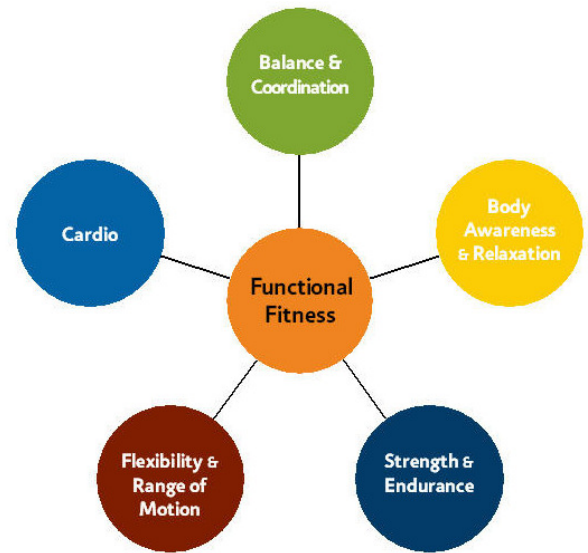 Balance &
Coordination
Cardio
Body
Awareness
& Relaxation
Functional
Fitness
Flexibility &
Range of
Motion
Strength &
Endurance